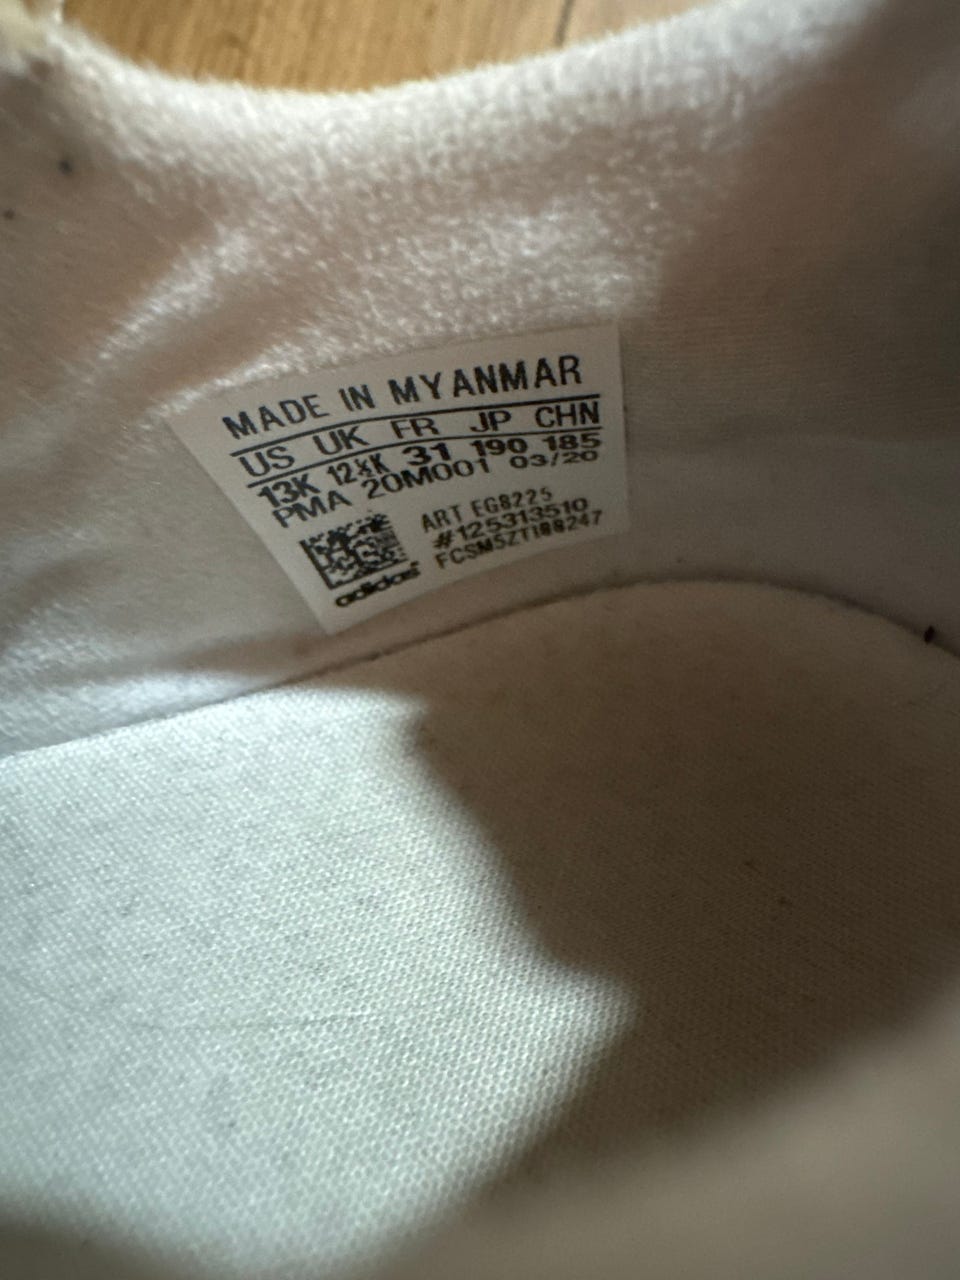 MADE IN MYANMAR
US UK FR JP CHN
13K 12½K 31 190 185
PMA 20M001 03/20
ART EG8225
#125313510
adidas